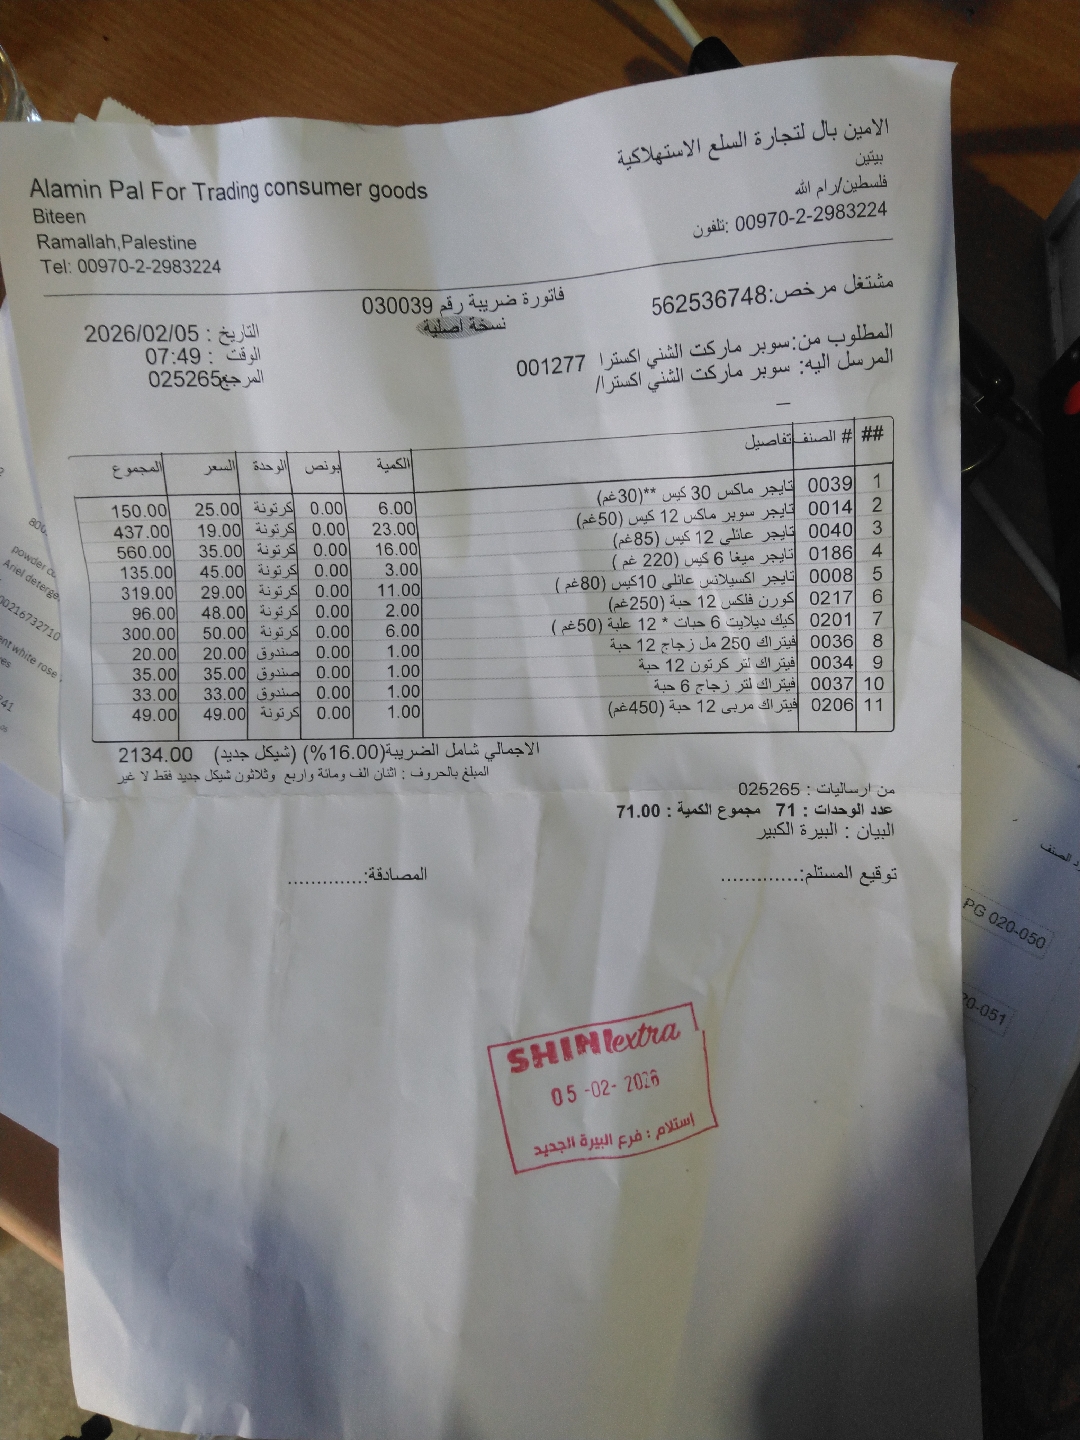 Alamin Pal For Trading consumer goods
Biteen
Ramallah,Palestine
Tel: 00970-2-2983224
الامين بال لتجارة السلع الاستهلاكية
بيتين
فلسطين/رام الله
تلفون: 00970-2-2983224
مشتغل مرخص:562536748
فاتورة ضريبة رقم 030039
نسخة اصلية
التاريخ : 2026/02/05
الوقت : 07:49
المرجع025265
المطلوب من:سوبر ماركت الشني اكسترا 001277
المرسل اليه: سوبر ماركت الشني اكسترا/
_
## # الصنف تفاصيل الكمية بونص الوحدة السعر المجموع
1 0039 تايجر ماكس 30 كيس **(30غم) 6.00 0.00 كرتونة 25.00 150.00
2 0014 تايجر سوبر ماكس 12 كيس (50غم) 23.00 0.00 كرتونة 19.00 437.00
3 0040 تايجر عائلي 12 كيس (85غم) 16.00 0.00 كرتونة 35.00 560.00
4 0186 تايجر ميغا 6 كيس (220 غم ) 3.00 0.00 كرتونة 45.00 135.00
5 0008 تايجر اكسيلانس عائلي 10كيس (80غم ) 11.00 0.00 كرتونة 29.00 319.00
6 0217 كورن فلكس 12 حبة (250غم) 2.00 0.00 كرتونة 48.00 96.00
7 0201 كيك ديلايت 6 حبات * 12 علبة (50غم ) 6.00 0.00 كرتونة 50.00 300.00
8 0036 فيتراك 250 مل زجاج 12 حبة 1.00 0.00 صندوق 20.00 20.00
9 0034 فيتراك لتر كرتون 12 حبة 1.00 0.00 صندوق 35.00 35.00
10 0037 فيتراك لتر زجاج 6 حبة 1.00 0.00 صندوق 33.00 33.00
11 0206 فيتراك مربى 12 حبة (450غم) 1.00 0.00 كرتونة 49.00 49.00
الاجمالي شامل الضريبة(16.00%) (شيكل جديد) 2134.00
المبلغ بالحروف : اثنان الف ومائة واربع وثلاثون شيكل جديد فقط لا غير
من ارساليات : 025265
عدد الوحدات : 71 مجموع الكمية : 71.00
البيان : البيرة الكبير
توقيع المستلم:.............
المصادقة:..............
SHINI extra
05-02-2026
استلام : فرع البيرة الجديد
powder
Ariel deterge
00216732710
ent white rose
PG 020-050
20-051